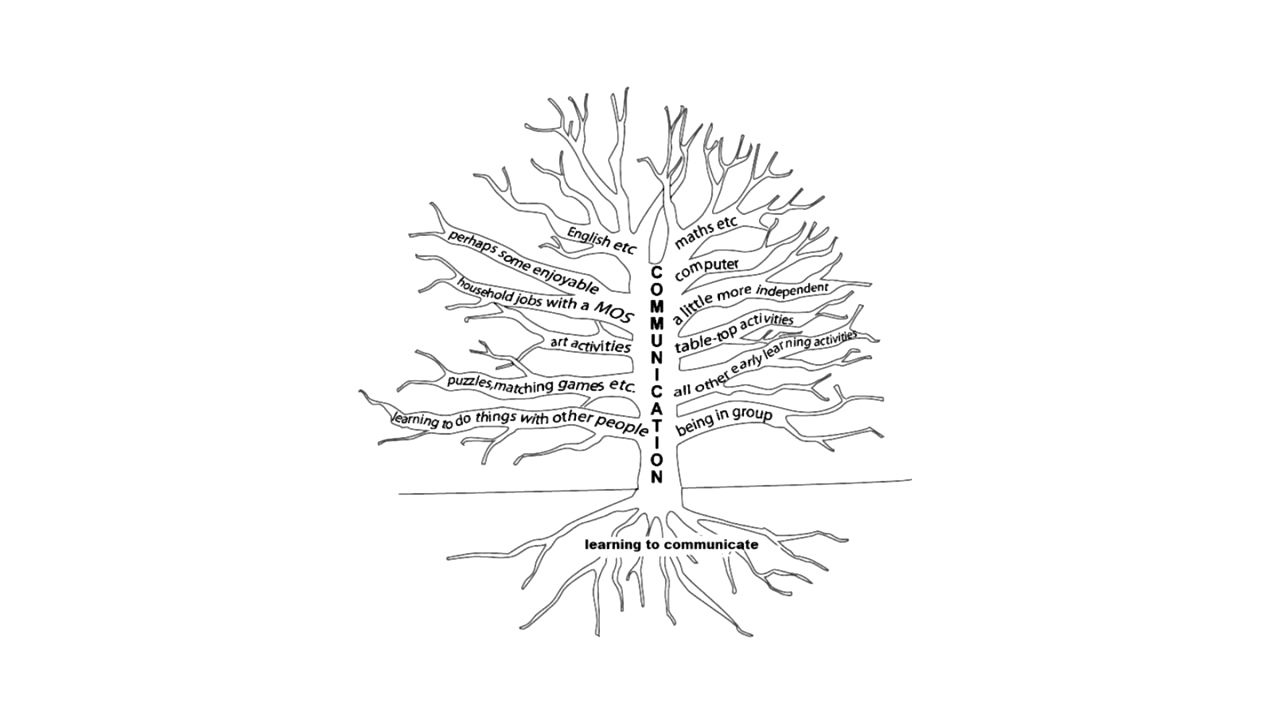 English etc
perhaps some enjoyable
household jobs with a MOS
art activities
puzzles,matching games etc.
learning to do things with other people
COMMUNICATION
maths etc
computer
a little more independent
table-top activities
all other early learning activities
being in group
learning to communicate